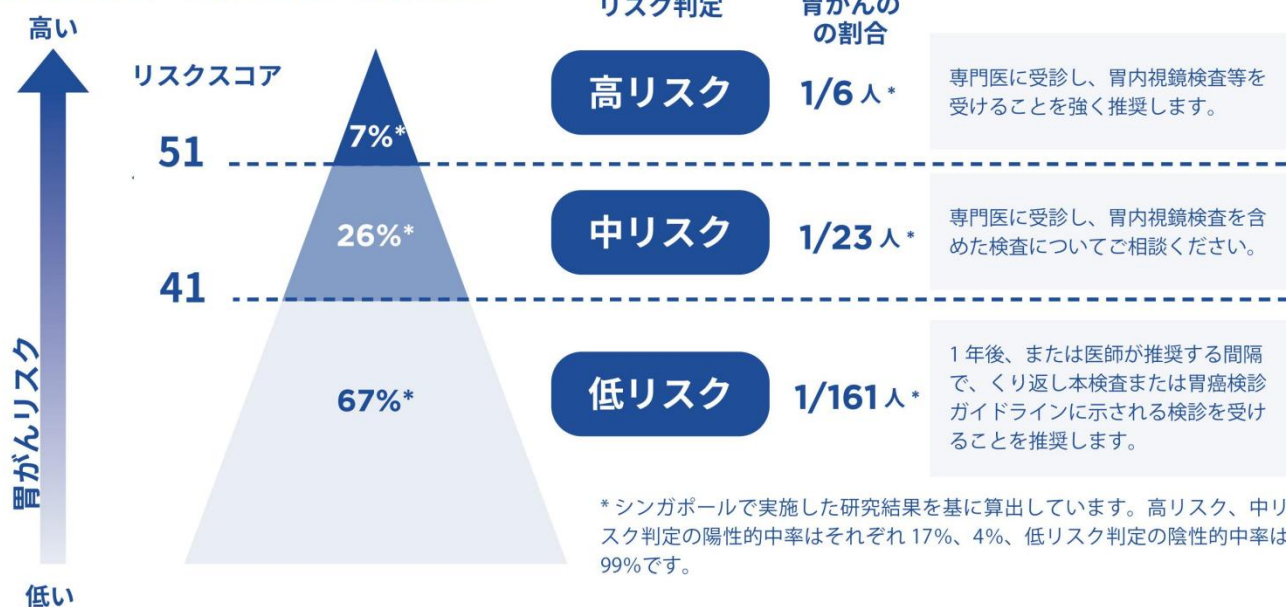 高い
リスクスコア
51
41
胃がんリスク
低い
7%*
26%*
67%*
リスク判定
胃がんの
の割合
高リスク
1/6 人 *
専門医に受診し、胃内視鏡検査等を
受けることを強く推奨します。
中リスク
1/23 人 *
専門医に受診し、胃内視鏡検査を含
めた検査についてご相談ください。
低リスク
1/161 人 *
1 年後、または医師が推奨する間隔
で、くり返し本検査または胃癌検診
ガイドラインに示される検診を受け
ることを推奨します。
* シンガポールで実施した研究結果を基に算出しています。高リスク、中リ
スク判定の陽性的中率はそれぞれ 17%、4%、低リスク判定の陰性的中率は
99%です。